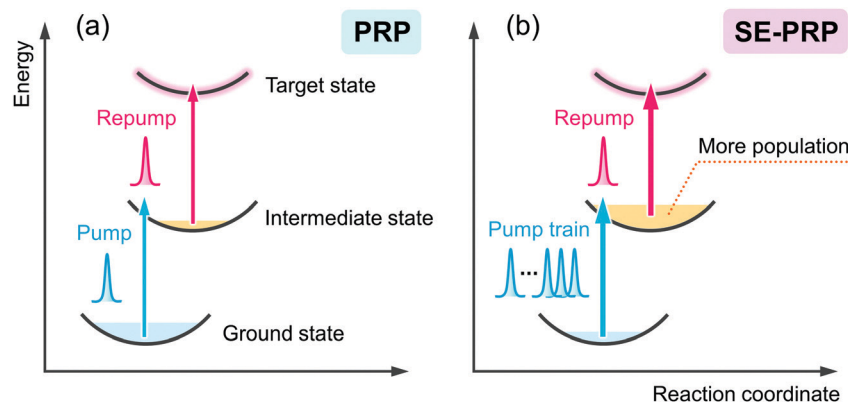 (a)
PRP
Energy
Target state
Repump
Intermediate state
Pump
Ground state
(b)
SE-PRP
Repump
More population
Pump train
...
Reaction coordinate